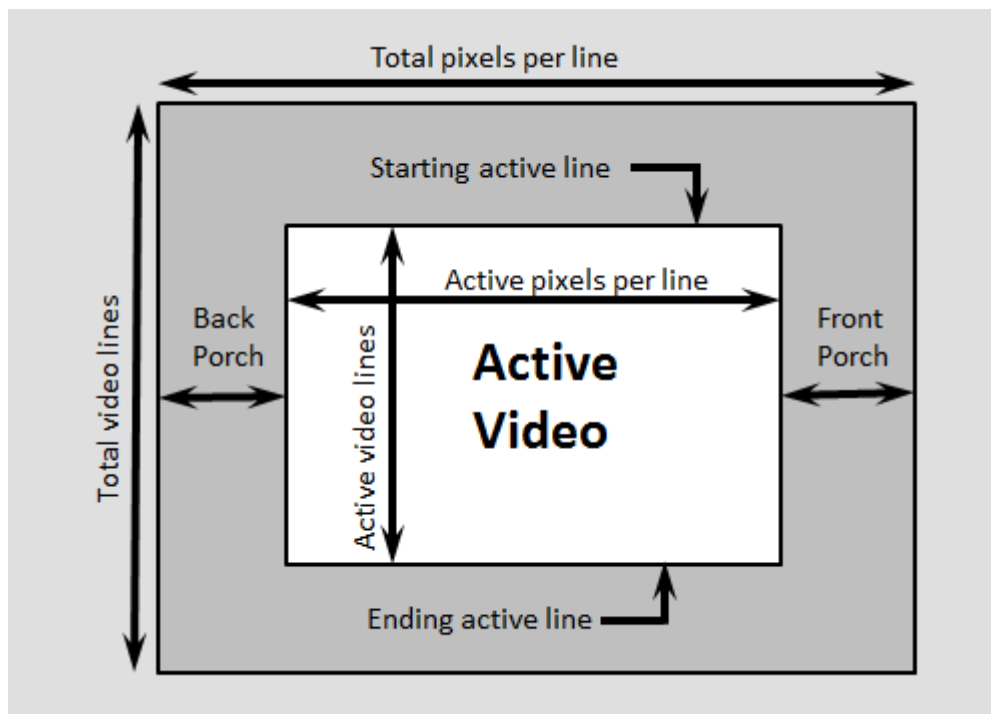 Total pixels per line
Starting active line
Active pixels per line
Back
Porch
Front
Porch
Total video lines
Active video lines
Active
Video
Ending active line